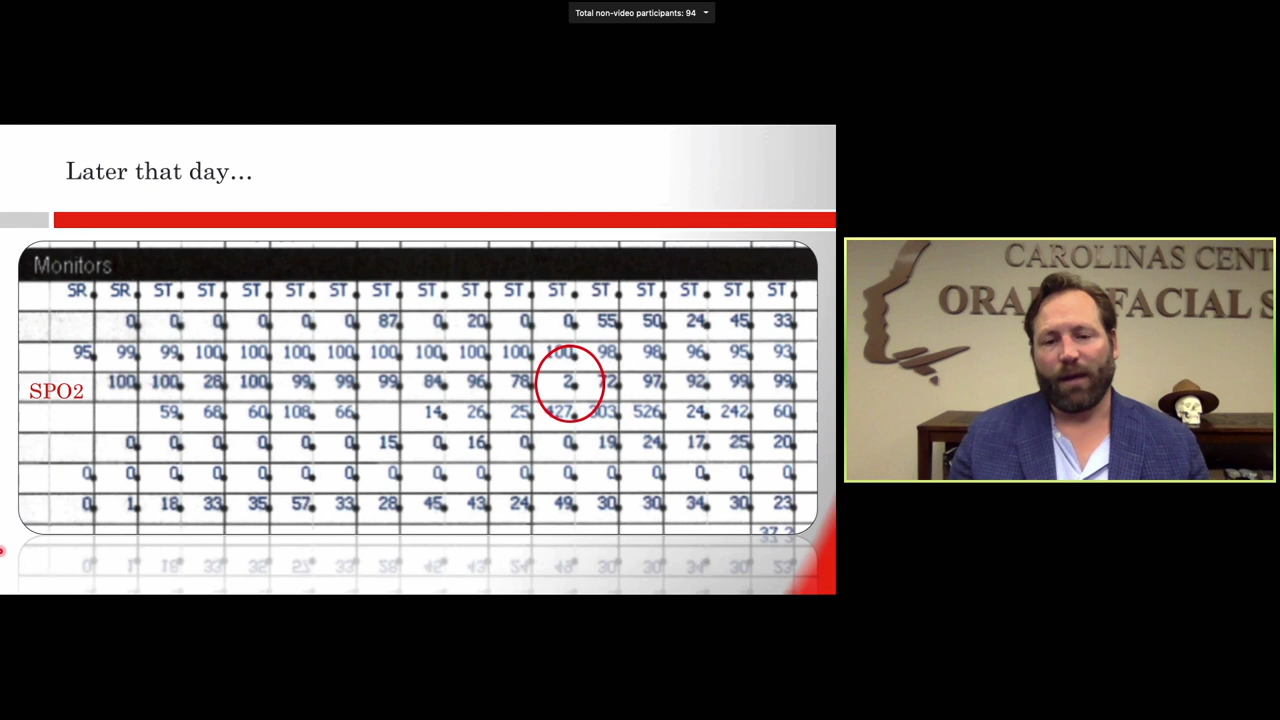 Total non-video participants: 94
Later that day…
Monitors
SR SR ST ST ST ST ST ST ST ST ST ST ST ST ST ST ST
0 0 0 0 0 0 87 0 20 0 0 55 50 24 45 33
95 99 99 100 100 100 100 100 100 100 100 100 98 98 96 95 93
SPO2 100 100 28 100 99 99 99 84 96 78 2 72 97 92 99 99
59 68 60 108 66 14 26 25 427 303 526 24 242 60
0 0 0 0 0 0 15 0 16 0 0 19 24 17 25 20
0 0 0 0 0 0 0 0 0 0 0 0 0 0 0 0 0
0 1 18 33 35 57 33 28 45 43 24 49 30 30 34 30 23
37.2
CAROLINAS CENT
ORAL FACIAL S